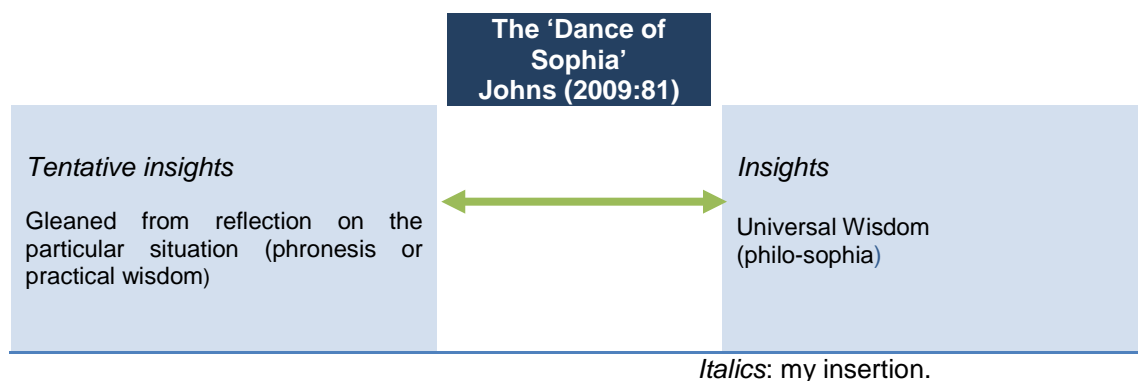 The ‘Dance of
Sophia’
Johns (2009:81)
Tentative insights
Gleaned from reflection on the
particular situation (phronesis or
practical wisdom)
Insights
Universal Wisdom
(philo-sophia)
Italics: my insertion.